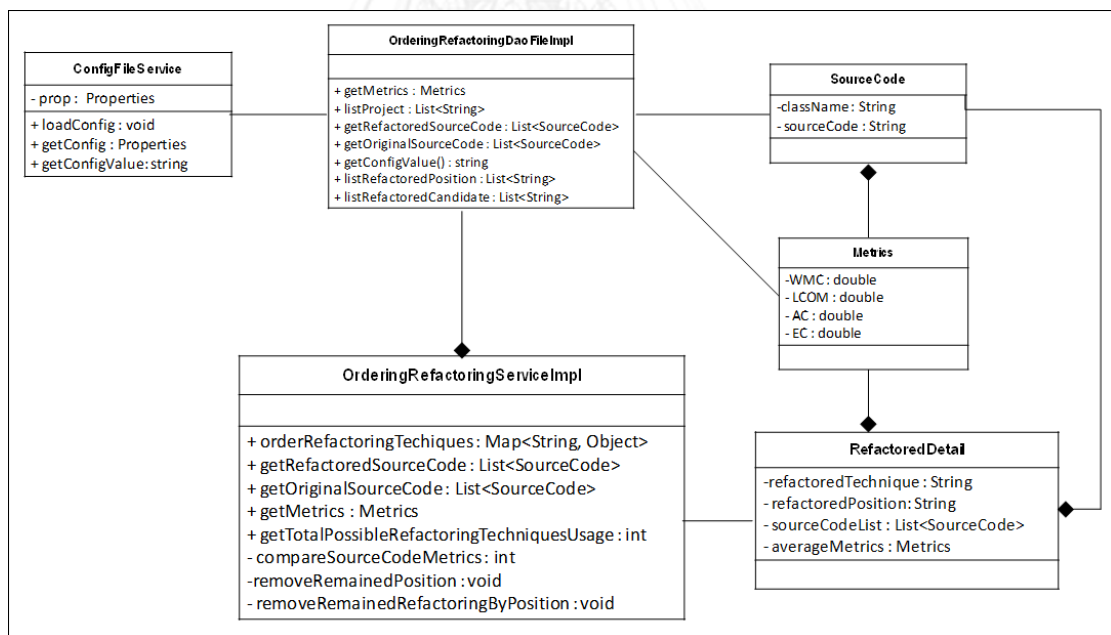 ConfigFileService
- prop : Properties
+ loadConfig : void
+ getConfig : Properties
+ getConfigValue: string
OrderingRefactoringDaoFileImpl
+ getMetrics : Metrics
+ listProject : List<String>
+ getRefactoredSourceCode : List<SourceCode>
+ getOriginalSourceCode : List<SourceCode>
+ getConfigValue() : string
+ listRefactoredPosition : List<String>
+ listRefactoredCandidate : List<String>
SourceCode
-className : String
- sourceCode : String
Metrics
-WMC : double
- LCOM : double
- AC : double
- EC : double
OrderingRefactoringServiceImpl
+ orderRefactoringTechiques : Map<String, Object>
+ getRefactoredSourceCode : List<SourceCode>
+ getOriginalSourceCode : List<SourceCode>
+ getMetrics : Metrics
+ getTotalPossibleRefactoringTechniquesUsage : int
- compareSourceCodeMetrics : int
-removeRemainedPosition : void
- removeRemainedRefactoringByPosition : void
RefactoredDetail
-refactoredTechnique : String
- refactoredPosition: String
- sourceCodeList : List<SourceCode>
- averageMetrics : Metrics